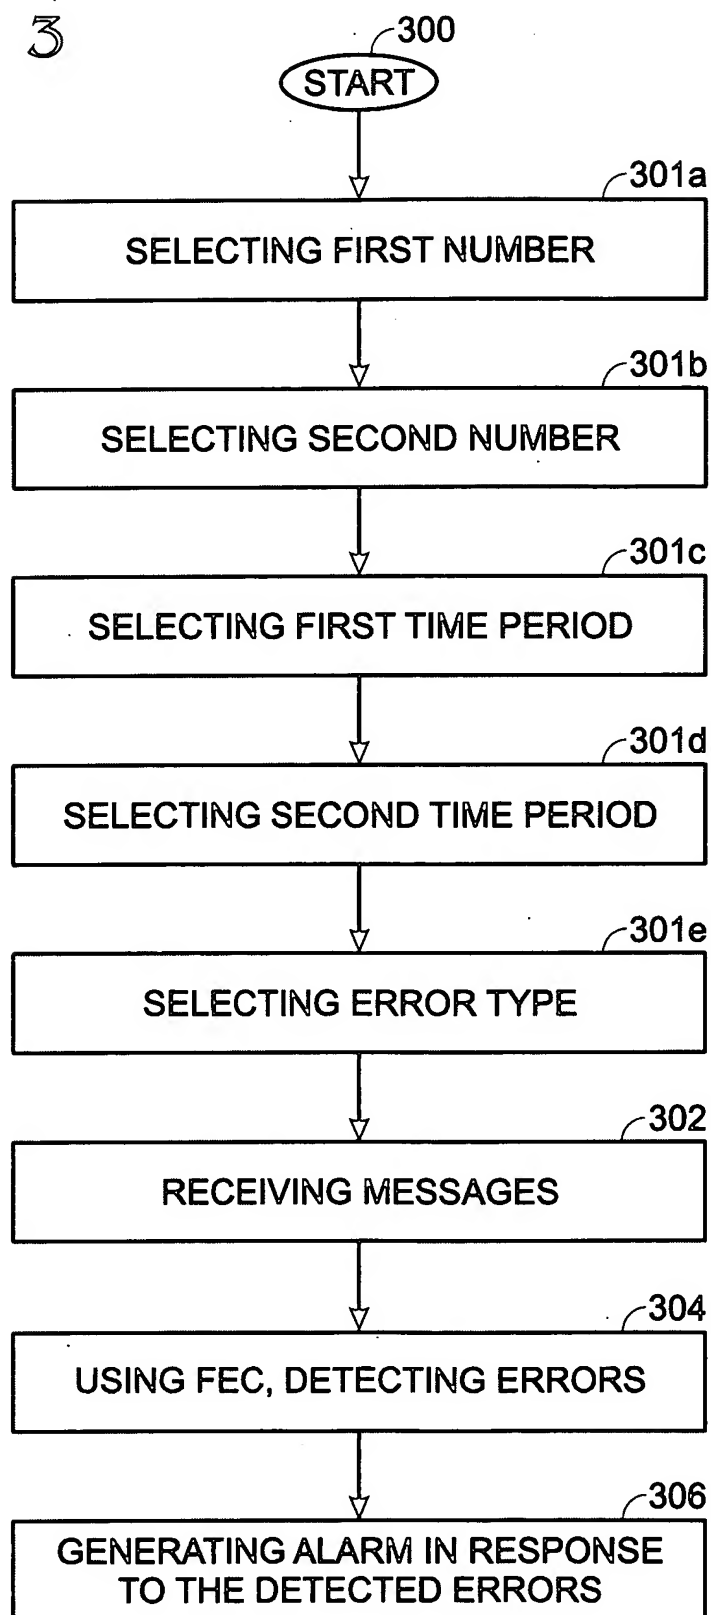 3
300
START
301a
SELECTING FIRST NUMBER
301b
SELECTING SECOND NUMBER
301c
SELECTING FIRST TIME PERIOD
301d
SELECTING SECOND TIME PERIOD
301e
SELECTING ERROR TYPE
302
RECEIVING MESSAGES
304
USING FEC, DETECTING ERRORS
306
GENERATING ALARM IN RESPONSE
TO THE DETECTED ERRORS